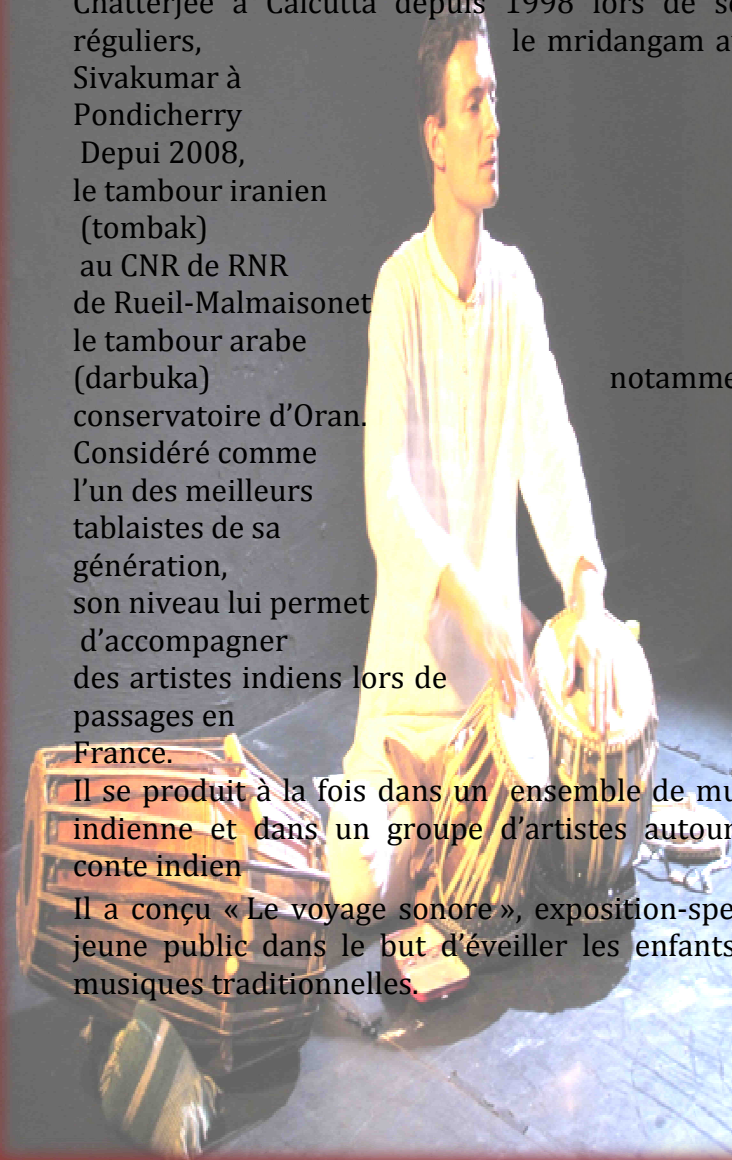 Chatterjee à Calcutta depuis 1998 lors de
réguliers, le mridangam
Sivakumar à
Pondicherry
Depui 2008,
le tambour iranien
(tombak)
au CNR de RNR
de Rueil-Malmaisonet
le tambour arabe
(darbuka) notamme
conservatoire d’Oran.
Considéré comme
l’un des meilleurs
tablaistes de sa
génération,
son niveau lui permet
d’accompagner
des artistes indiens lors de
passages en
France.
Il se produit à la fois dans un ensemble de mu
indienne et dans un groupe d’artistes autour
conte indien
Il a conçu « Le voyage sonore », exposition-spe
jeune public dans le but d’éveiller les enfants
musiques traditionnelles.